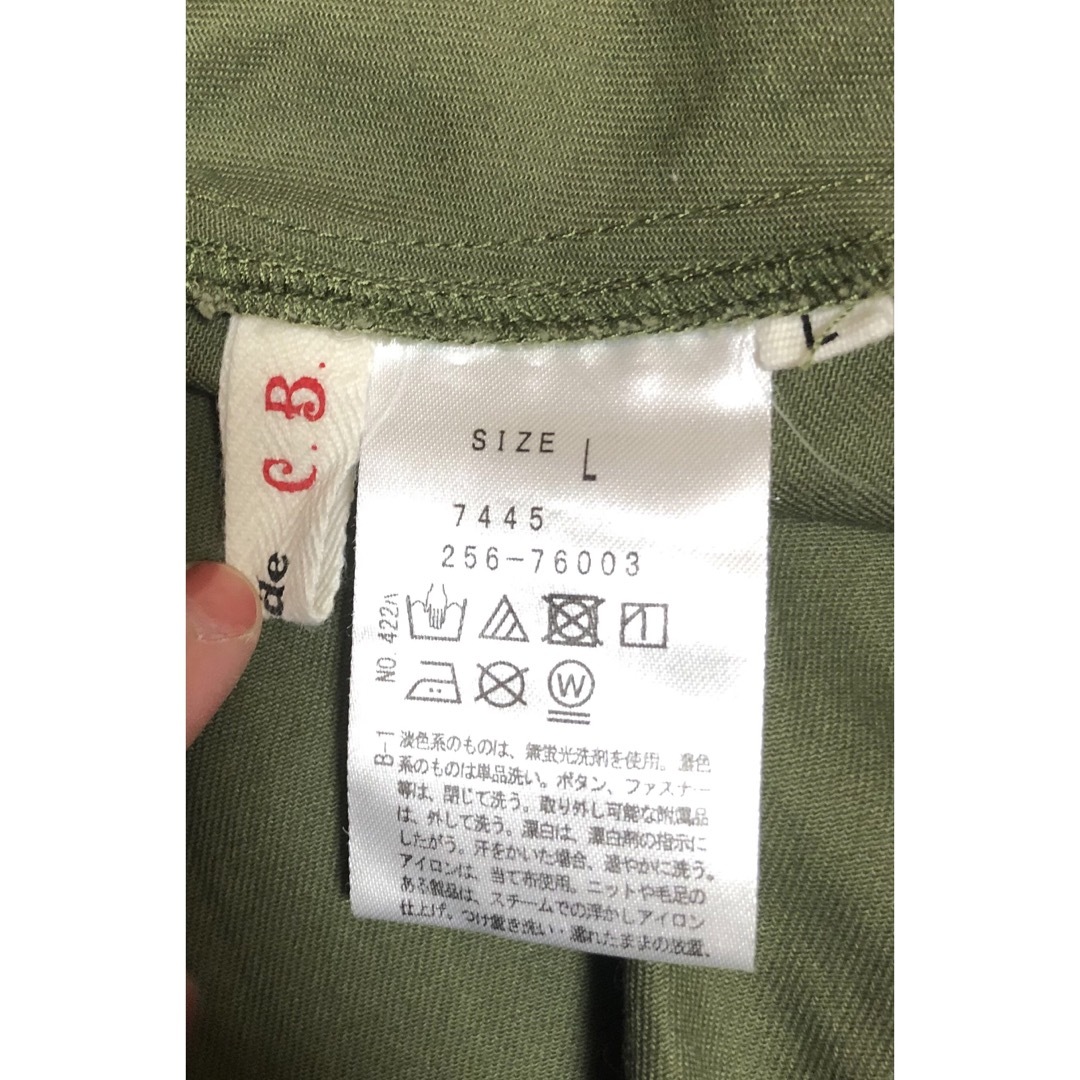 C. B.
de
SIZE L
7445
256-76003
NO. 422ハ
W
B-1
淡色系のものは、無蛍光洗剤を使用。濃色
系のものは単品洗い。ボタン、ファスナー
等は、閉じて洗う。取り外し可能な附属品
は、外して洗う。漂白は、漂白剤の指示に
したがう。汗をかいた場合、速やかに洗う。
アイロンは、当て布使用。ニットや毛足の
ある製品は、スチームでの浮かしアイロン
仕上げ。つけ置き洗い・濡れたままの放置、